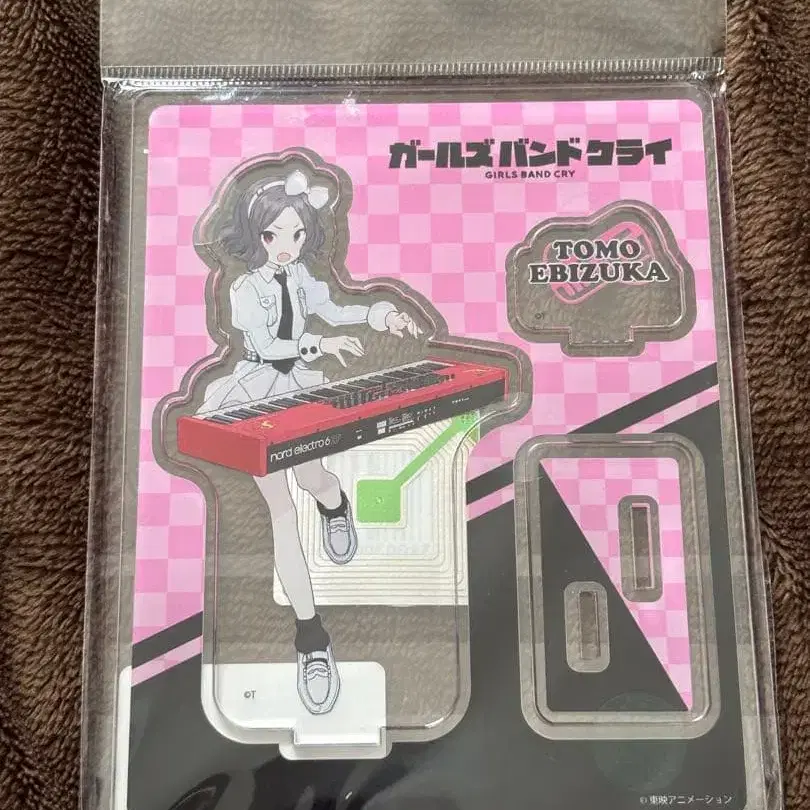 ガールズバンドクライ
GIRLS BAND CRY
TOMO
EBIZUKA
©T
nord electro 6
©T
© 東映アニメーション